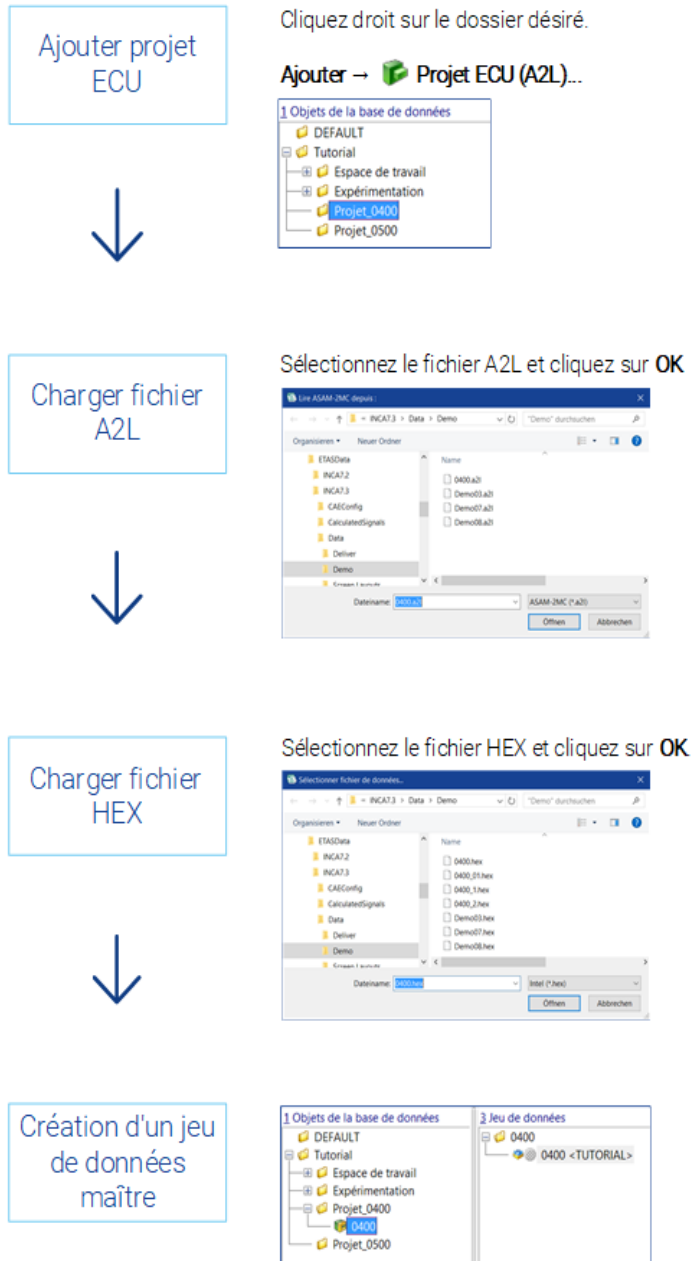 Ajouter projet
ECU
Cliquez droit sur le dossier désiré.
Ajouter → Projet ECU (A2L)...
1 Objets de la base de données
DEFAULT
Tutorial
Espace de travail
Expérimentation
Projet_0400
Projet_0500
Charger fichier
A2L
Sélectionnez le fichier A2L et cliquez sur OK
Lire ASAM-2MC depuis :
« INCA7.3 > Data > Demo
"Demo" durchsuchen
Organisieren
Neuer Ordner
ETASData
INCA7.2
INCA7.3
CAEConfig
CalculatedSignals
Data
Deliver
Demo
Screen Layouts
Name
0400.a2l
Demo03.a2l
Demo07.a2l
Demo08.a2l
Dateiname: 0400.a2l
ASAM-2MC (*.a2l)
Öffnen
Abbrechen
Charger fichier
HEX
Sélectionnez le fichier HEX et cliquez sur OK.
Sélectionner fichier de données...
« INCA7.3 > Data > Demo
"Demo" durchsuchen
Organisieren
Neuer Ordner
ETASData
INCA7.2
INCA7.3
CAEConfig
CalculatedSignals
Data
Deliver
Demo
Screen Layouts
Name
0400.hex
0400_01.hex
0400_1.hex
0400_2.hex
Demo03.hex
Demo07.hex
Demo08.hex
Dateiname: 0400.hex
Intel (*.hex)
Öffnen
Abbrechen
Création d'un jeu
de données
maître
1 Objets de la base de données
DEFAULT
Tutorial
Espace de travail
Expérimentation
Projet_0400
0400
Projet_0500
3 Jeu de données
0400
0400 <TUTORIAL>